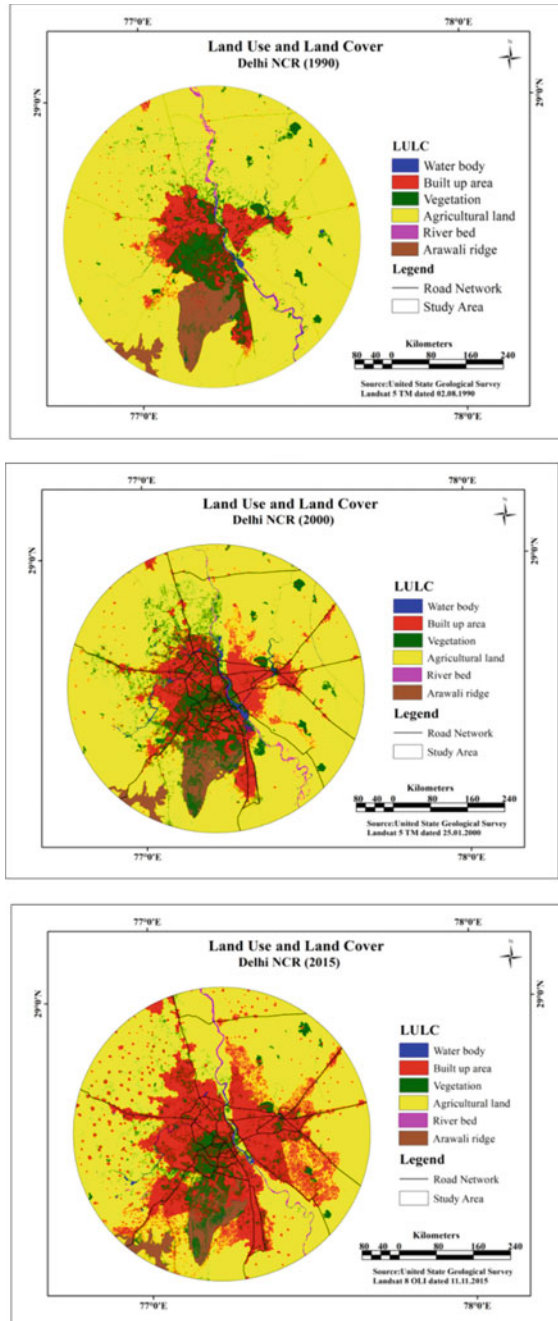 77°0'E 78°0'E
Land Use and Land Cover
Delhi NCR (1990)
29°0'N 29°0'N
LULC
Water body
Built up area
Vegetation
Agricultural land
River bed
Arawali ridge
Legend
Road Network
Study Area
Kilometers
80 40 0 80 160 240
Source:United State Geological Survey
Landsat 5 TM dated 02.08.1990
77°0'E 78°0'E
77°0'E 78°0'E
Land Use and Land Cover
Delhi NCR (2000)
29°0'N 29°0'N
LULC
Water body
Built up area
Vegetation
Agricultural land
River bed
Arawali ridge
Legend
Road Network
Study Area
Kilometers
80 40 0 80 160 240
Source:United State Geological Survey
Landsat 5 TM dated 25.01.2000
77°0'E 78°0'E
77°0'E 78°0'E
Land Use and Land Cover
Delhi NCR (2015)
29°0'N 29°0'N
LULC
Water body
Built up area
Vegetation
Agricultural land
River bed
Arawali ridge
Legend
Road Network
Study Area
Kilometers
80 40 0 80 160 240
Source:United State Geological Survey
Landsat 8 OLI dated 11.11.2015
77°0'E 78°0'E